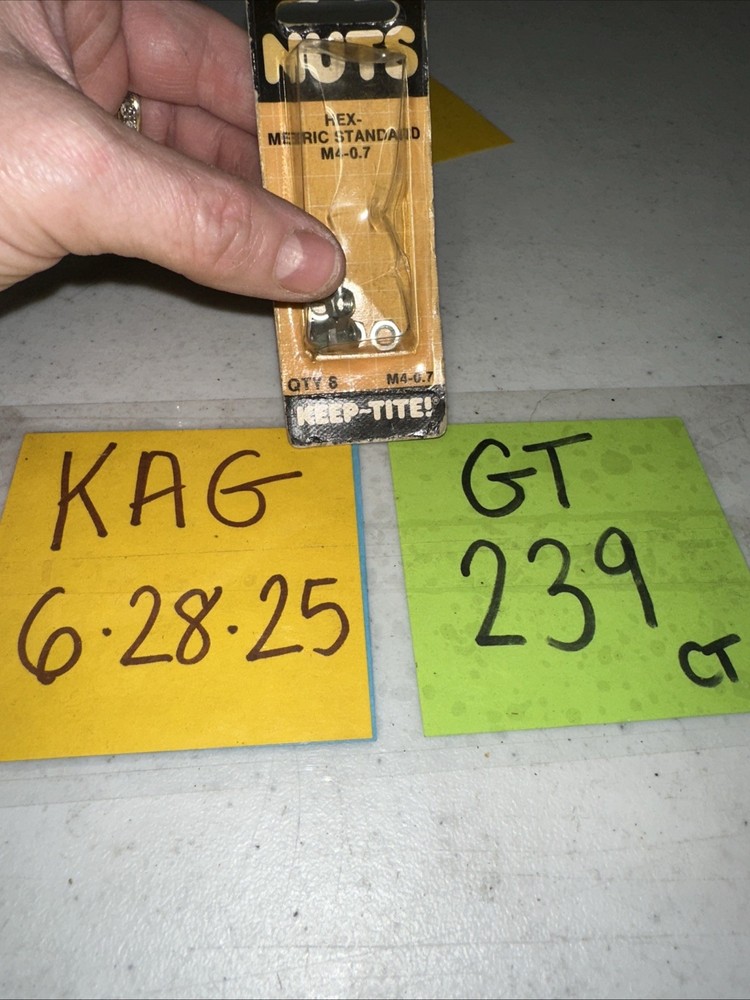 NUTS
HEX-
METRIC STANDARD
M4-0.7
QTY 8
M4-0.7
KEEP-TITE!
KAG
6.28.25
GT
239
CT